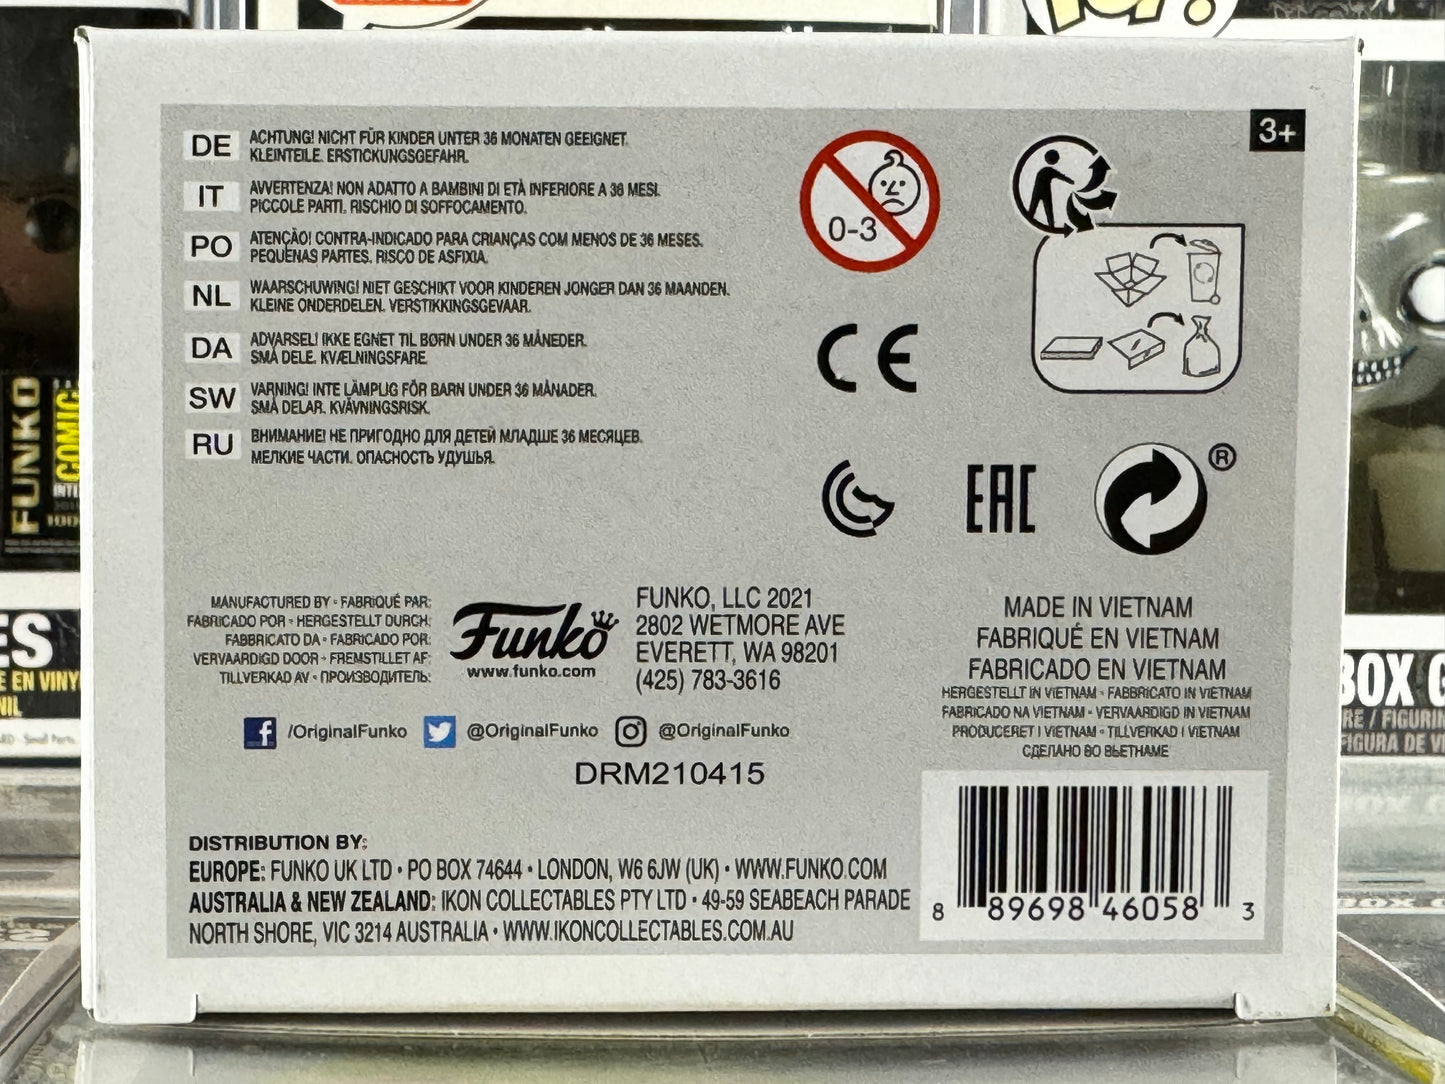 3+
DE ACHTUNG! NICHT FÜR KINDER UNTER 36 MONATEN GEEIGNET.
KLEINTEILE. ERSTICKUNGSGEFAHR.
IT AVVERTENZA! NON ADATTO A BAMBINI DI ETÀ INFERIORE A 36 MESI.
PICCOLE PARTI. RISCHIO DI SOFFOCAMENTO.
PO ATENÇÃO! CONTRA-INDICADO PARA CRIANÇAS COM MENOS DE 36 MESES.
PEQUENAS PARTES. RISCO DE ASFIXIA.
NL WAARSCHUWING! NIET GESCHIKT VOOR KINDEREN JONGER DAN 36 MAANDEN.
KLEINE ONDERDELEN. VERSTIKKINGSGEVAAR.
DA ADVARSEL! IKKE EGNET TIL BØRN UNDER 36 MÅNEDER.
SMÅ DELE. KVÆLNINGSFARE.
SW VARNING! INTE LÄMPLIG FÖR BARN UNDER 36 MÅNADER.
SMÅ DELAR. KVÄVNINGSRISK.
RU ВНИМАНИЕ! НЕ ПРИГОДНО ДЛЯ ДЕТЕЙ МЛАДШЕ 36 МЕСЯЦЕВ.
МЕЛКИЕ ЧАСТИ. ОПАСНОСТЬ УДУШЬЯ.
0-3
CE
EAC
®
MANUFACTURED BY • FABRIQUÉ PAR:
FABRICADO POR • HERGESTELLT DURCH:
FABBRICATO DA • FABRICADO POR:
VERVAARDIGD DOOR • FREMSTILLET AF:
TILLVERKAD AV • ПРОИЗВОДИТЕЛЬ:
Funko
www.funko.com
FUNKO, LLC 2021
2802 WETMORE AVE
EVERETT, WA 98201
(425) 783-3616
MADE IN VIETNAM
FABRIQUÉ EN VIETNAM
FABRICADO EN VIETNAM
HERGESTELLT IN VIETNAM • FABBRICATO IN VIETNAM
FABRICADO NA VIETNAM • VERVAARDIGD IN VIETNAM
PRODUCERET I VIETNAM • TILLVERKAD I VIETNAM
СДЕЛАНО ВО ВЬЕТНАМЕ
/OriginalFunko @OriginalFunko @OriginalFunko
DRM210415
DISTRIBUTION BY:
EUROPE: FUNKO UK LTD • PO BOX 74644 • LONDON, W6 6JW (UK) • WWW.FUNKO.COM
AUSTRALIA & NEW ZEALAND: IKON COLLECTABLES PTY LTD • 49-59 SEABEACH PARADE
NORTH SHORE, VIC 3214 AUSTRALIA • WWW.IKONCOLLECTABLES.COM.AU
8 89698 46058 3
FUNKO